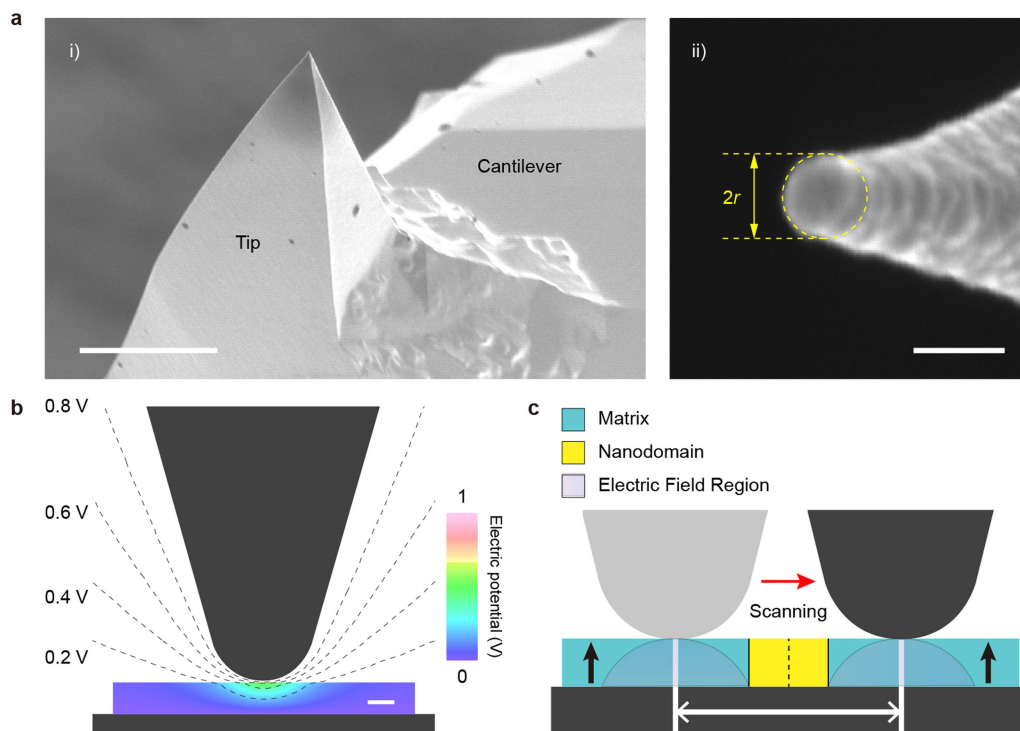 a
i)
Tip
Cantilever
ii)
2r
b
0.8 V
0.6 V
0.4 V
0.2 V
1
Electric potential (V)
0
c
Matrix
Nanodomain
Electric Field Region
Scanning